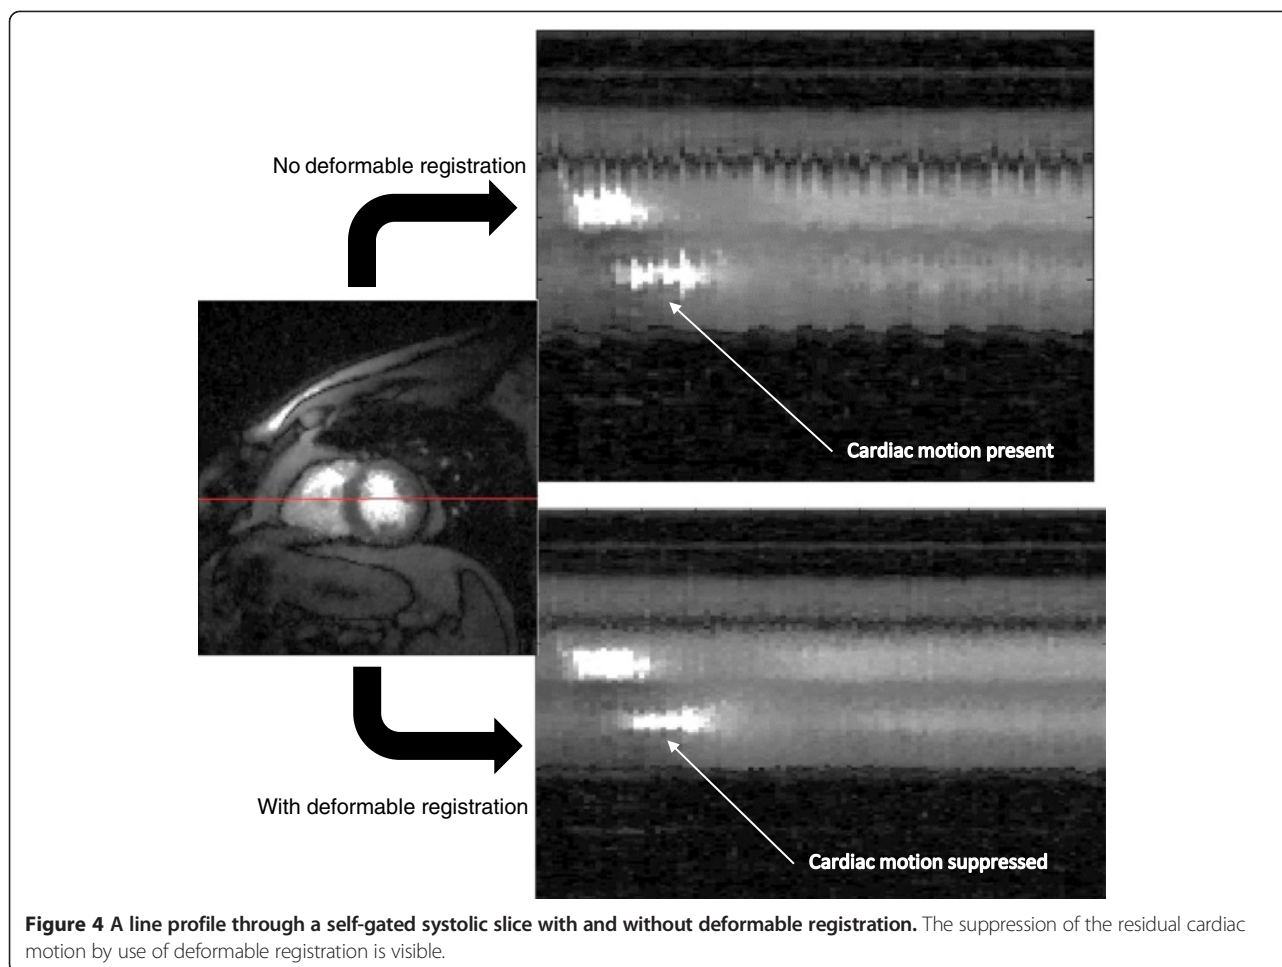 No deformable registration
Cardiac motion present
With deformable registration
Cardiac motion suppressed
Figure 4 A line profile through a self-gated systolic slice with and without deformable registration. The suppression of the residual cardiac
motion by use of deformable registration is visible.